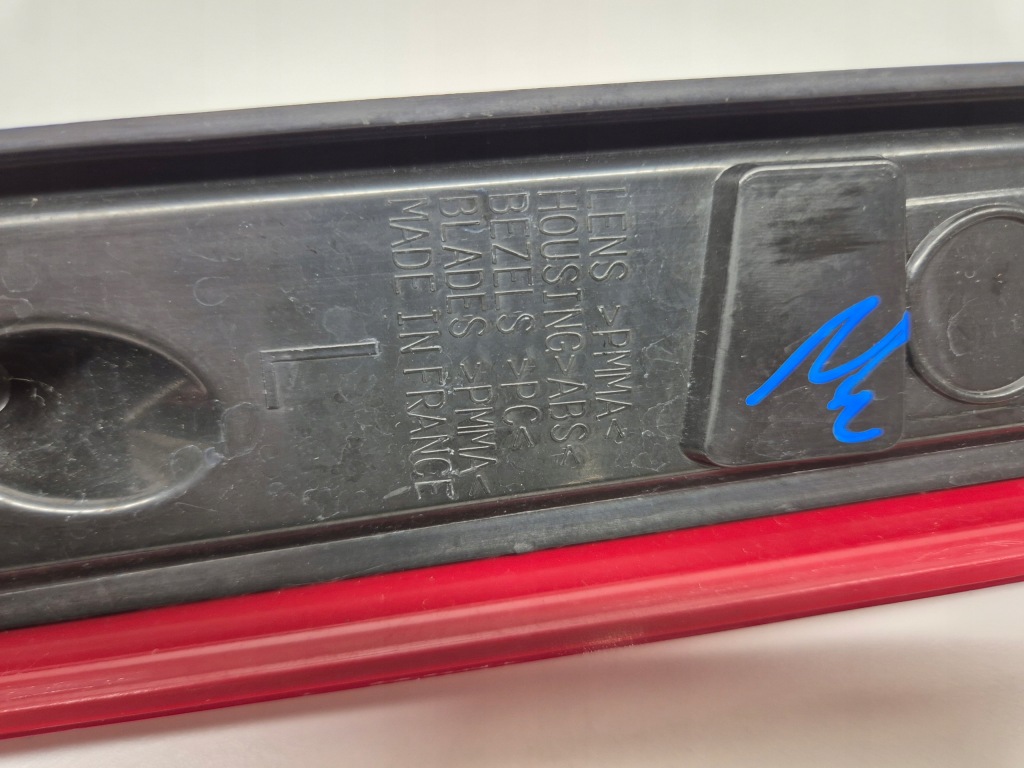 LENS >PMMA<
HOUSING>ABS<
BEZELS >PC<
BLADES >PMMA<
MADE IN FRANCE
L